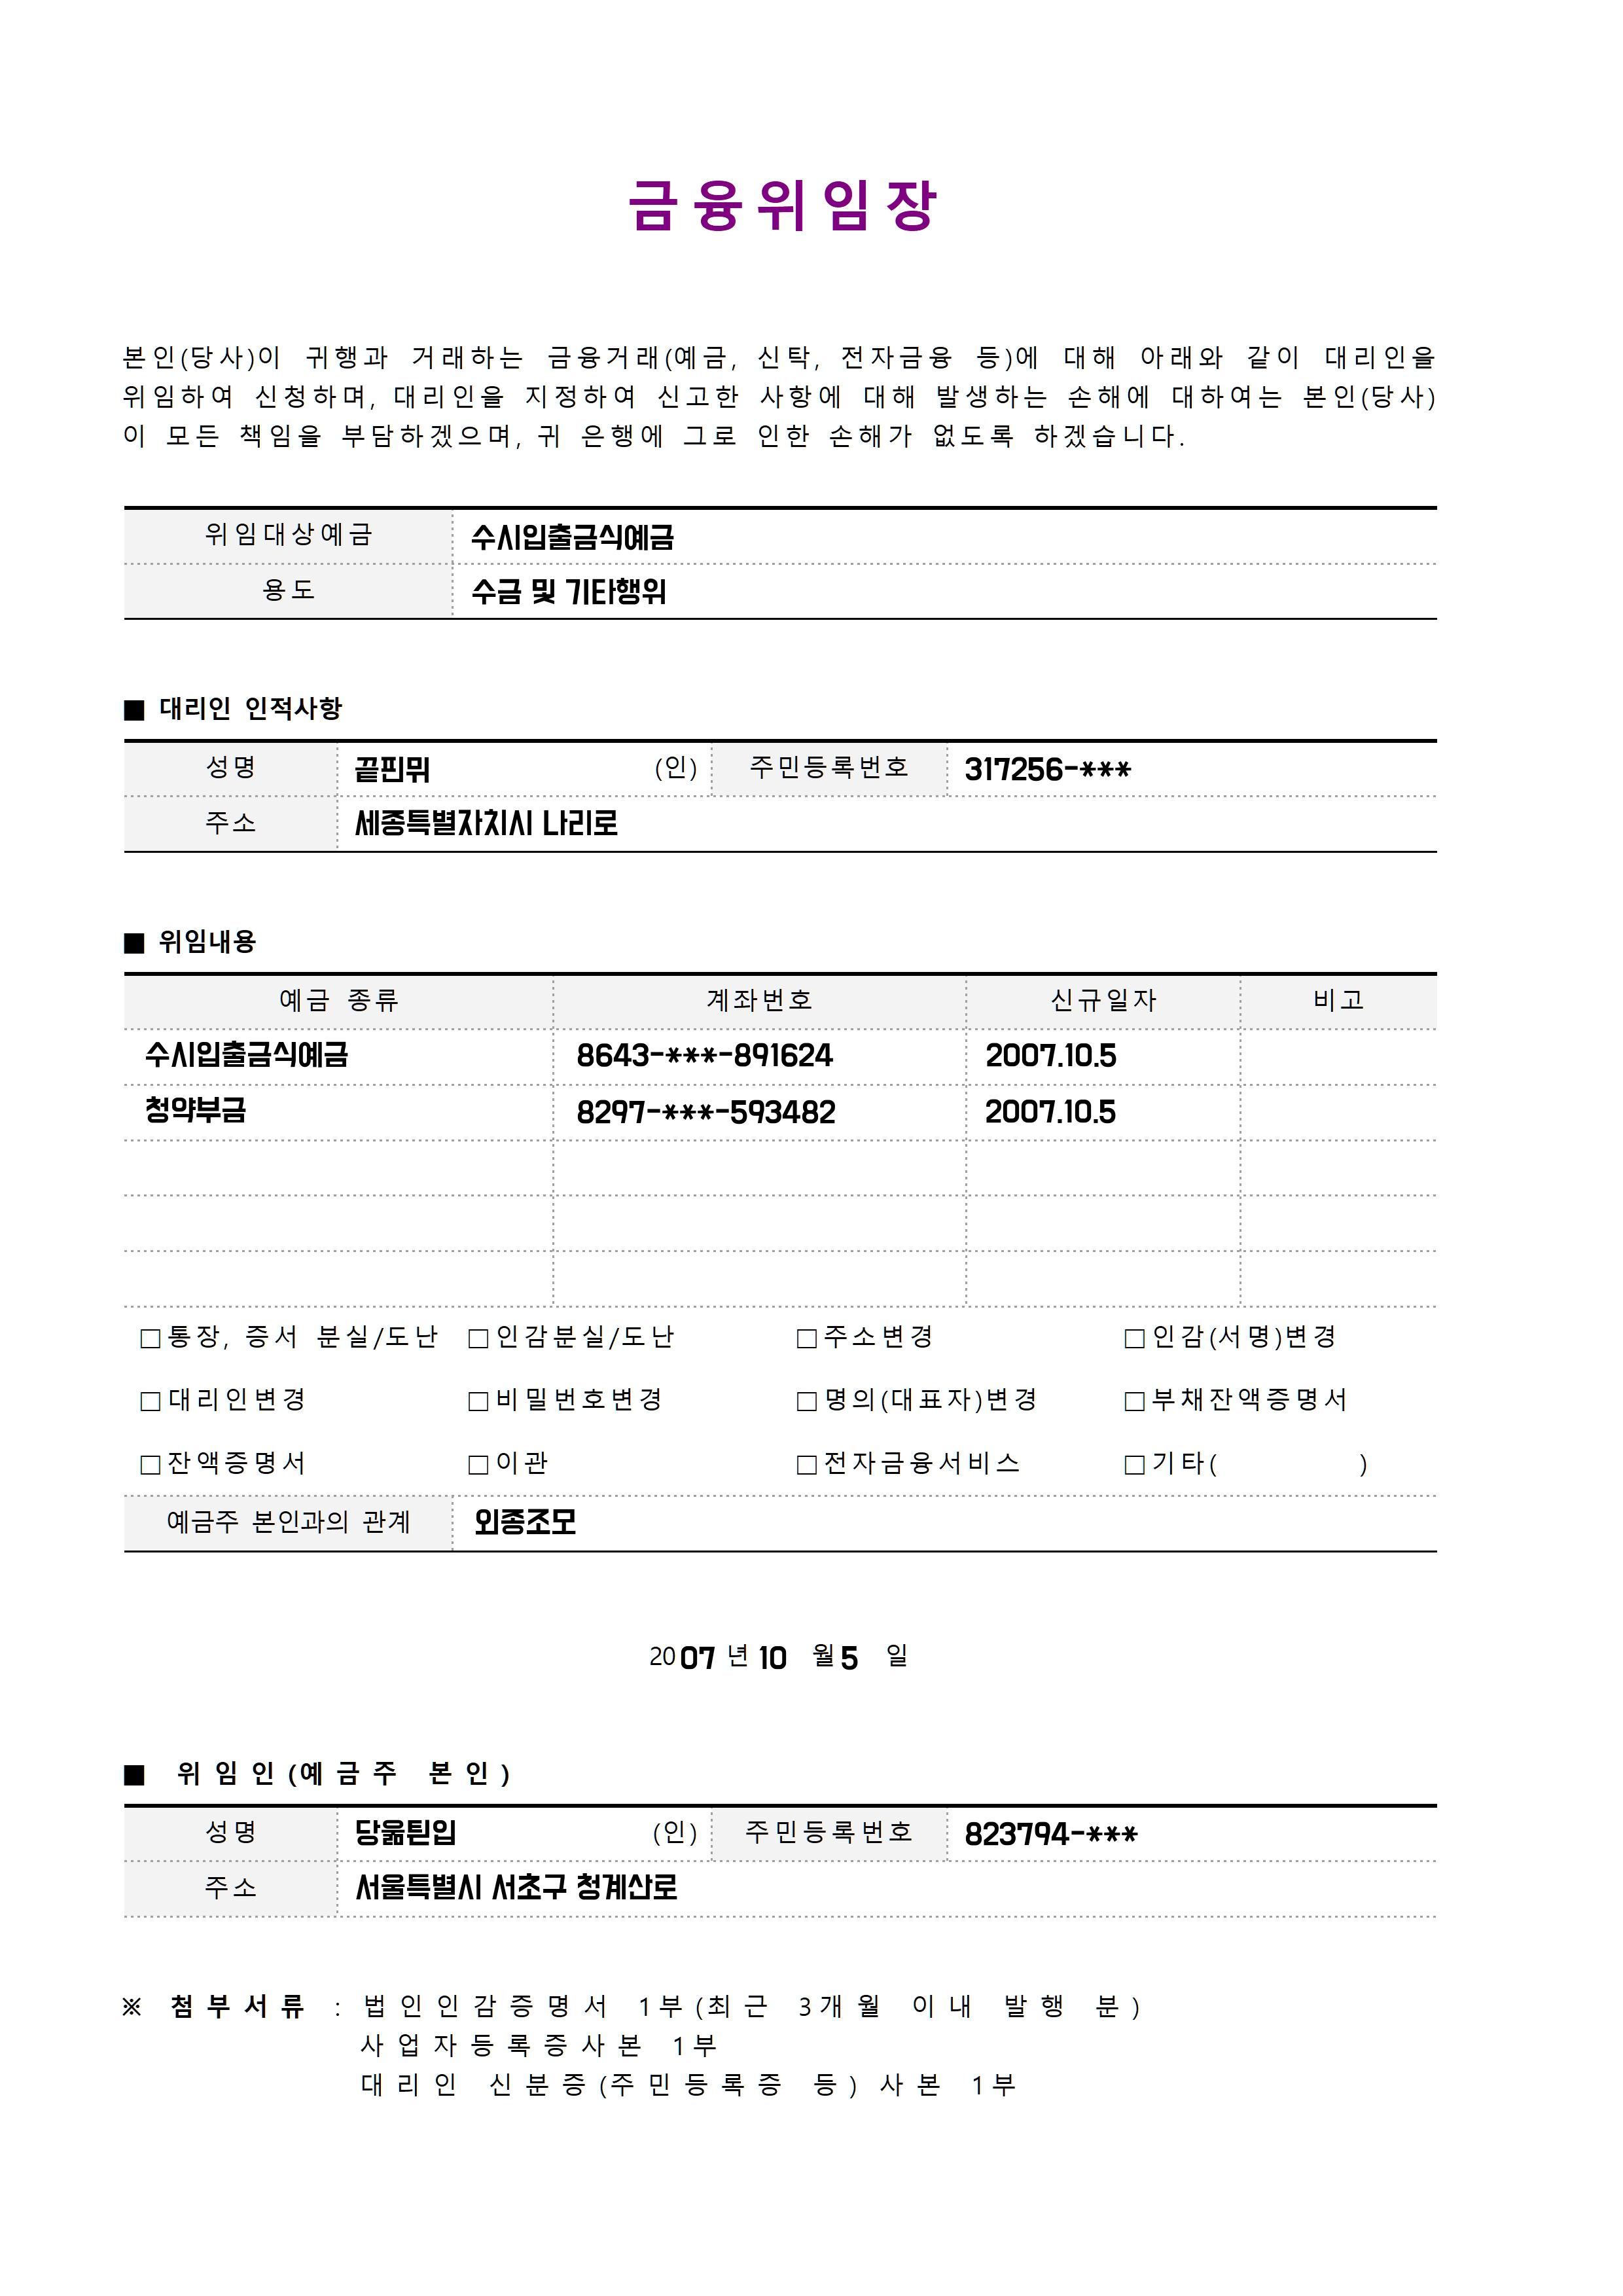 금융위임장
본인(당사)이 귀행과 거래하는 금융거래(예금, 신탁, 전자금융 등)에 대해 아래와 같이 대리인을
위임하여 신청하며, 대리인을 지정하여 신고한 사항에 대해 발생하는 손해에 대하여는 본인(당사)
이 모든 책임을 부담하겠으며, 귀 은행에 그로 인한 손해가 없도록 하겠습니다.
위임대상예금 수시입출금식예금
용도 수금 및 기타행위
■ 대리인 인적사항
성명 끝핀뮈 (인) 주민등록번호 317256-***
주소 세종특별자치시 나리로
■ 위임내용
예금 종류 계좌번호 신규일자 비고
수시입출금식예금 8643-***-891624 2007.10.5
청약부금 8297-***-593482 2007.10.5
□통장, 증서 분실/도난 □인감분실/도난 □주소변경 □인감(서명)변경
□대리인변경 □비밀번호변경 □명의(대표자)변경 □부채잔액증명서
□잔액증명서 □이관 □전자금융서비스 □기타( )
예금주 본인과의 관계 외종조모
2007 년 10 월 5 일
■ 위임인(예금주 본인)
성명 당옯틘입 (인) 주민등록번호 823794-***
주소 서울특별시 서초구 청계산로
※ 첨부서류 : 법인인감증명서 1부(최근 3개월 이내 발행 분)
사업자등록증사본 1부
대리인 신분증(주민등록증 등) 사본 1부